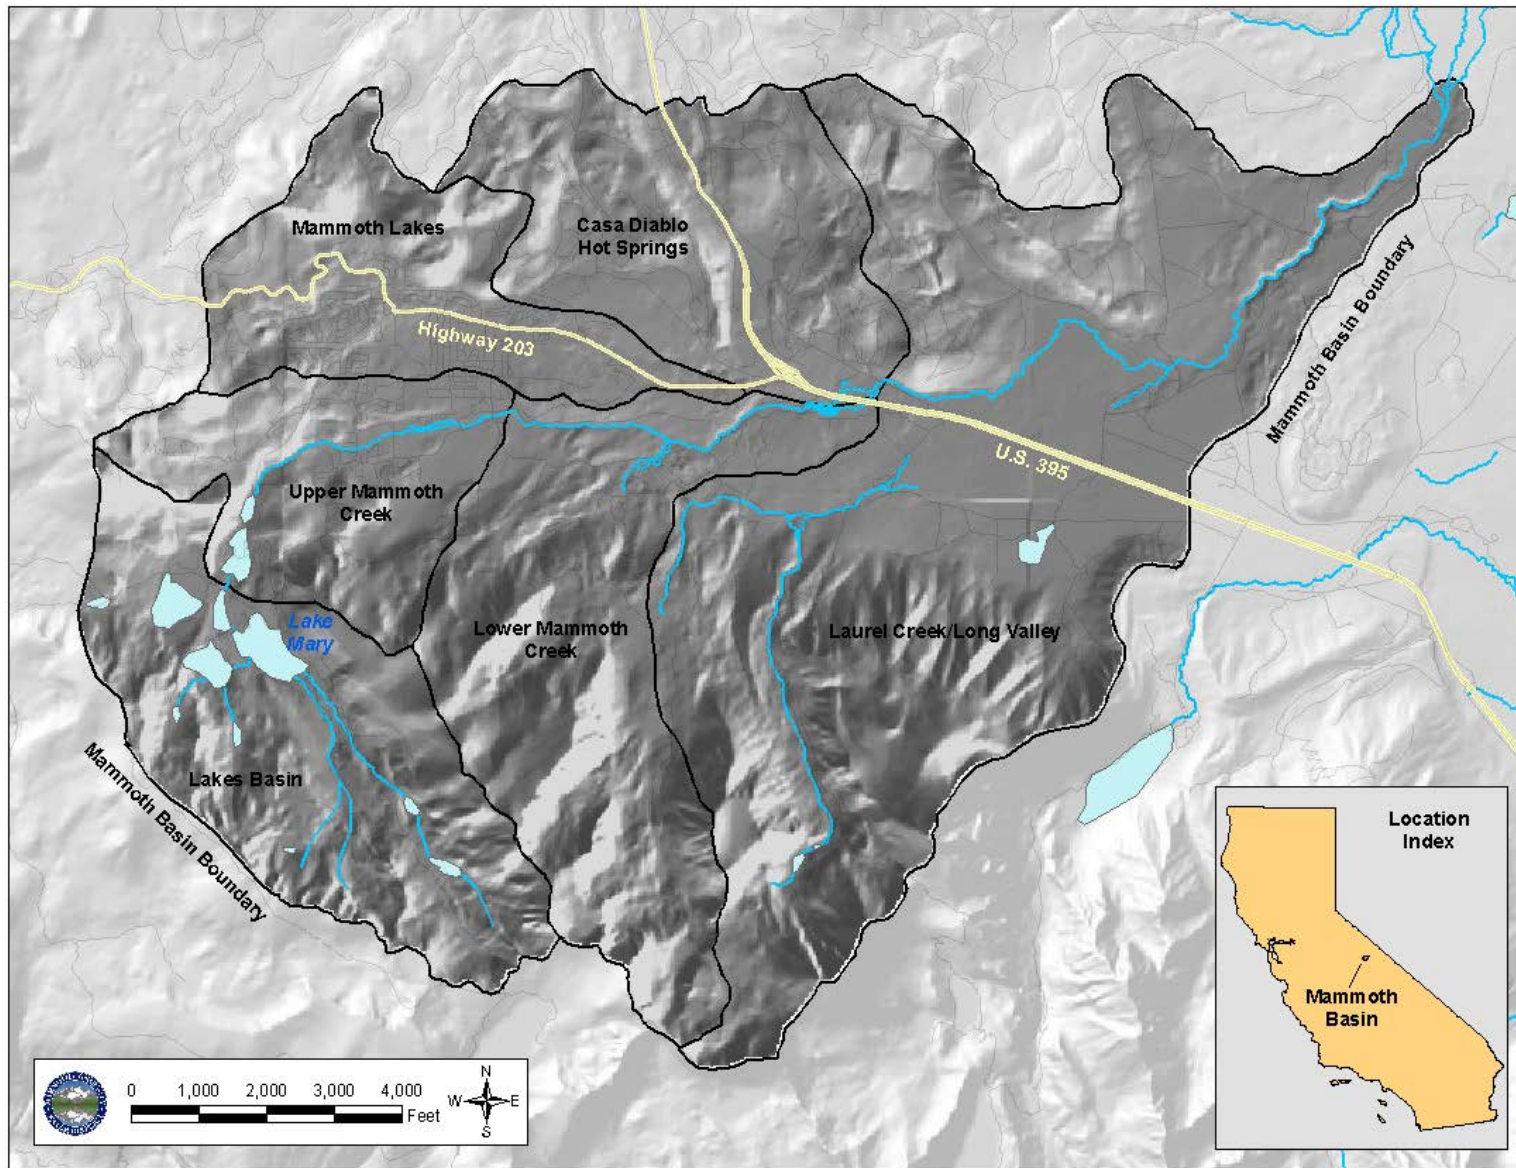 Mammoth Lakes
Casa Diablo
Hot Springs
Highway 203
Mammoth Basin Boundary
U.S. 395
Upper Mammoth
Creek
Lake
Mary
Lower Mammoth
Creek
Laurel Creek/Long Valley
Lakes Basin
Mammoth Basin Boundary
Location
Index
Mammoth
Basin
0 1,000 2,000 3,000 4,000
Feet
N
W E
S